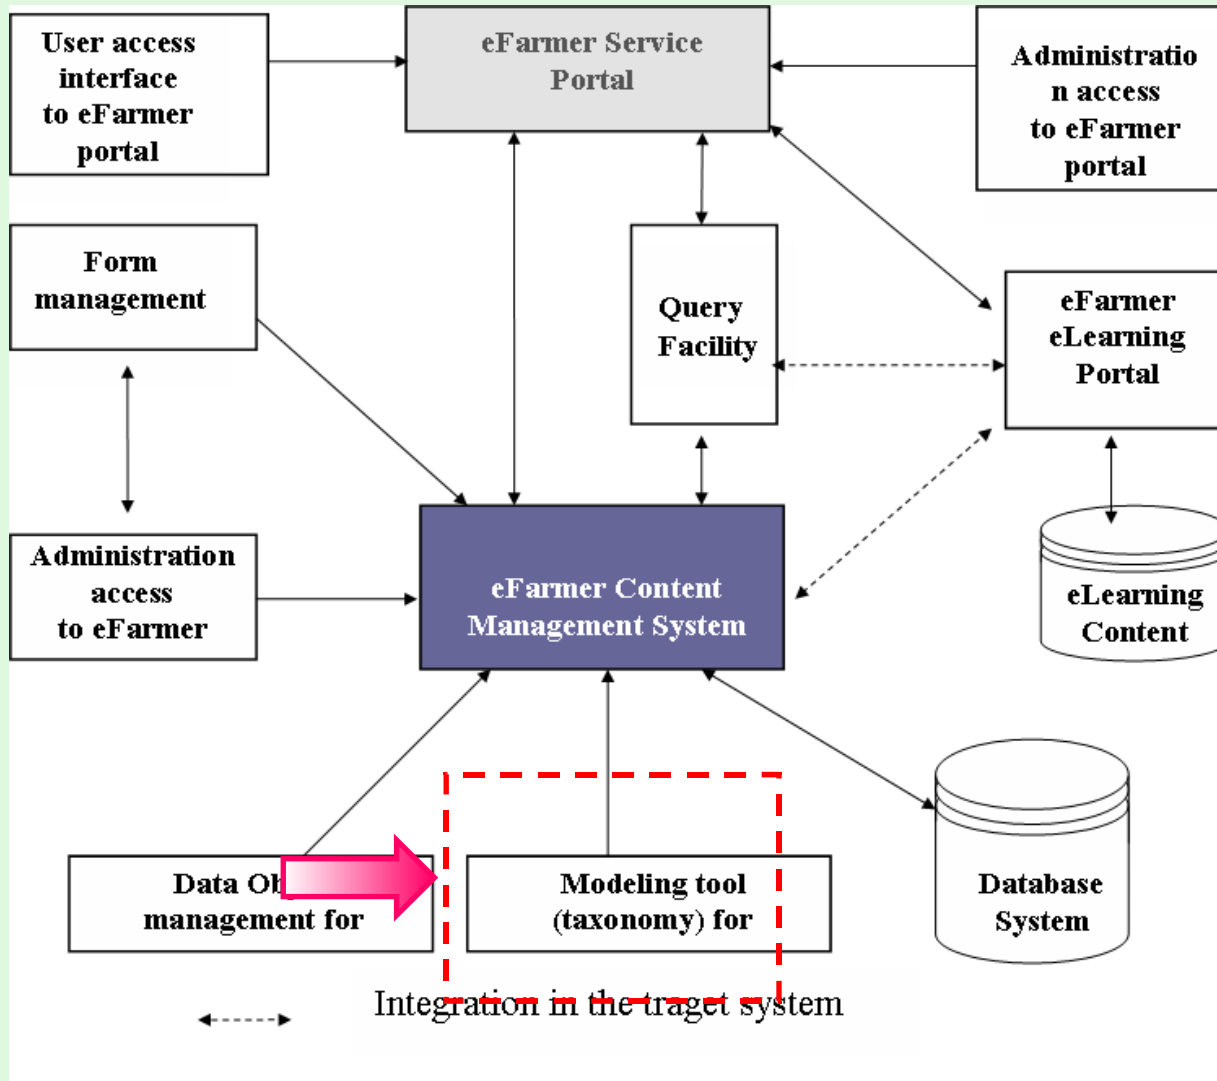 User access
interface
to eFarmer
portal
eFarmer Service
Portal
Administratio
n access
to eFarmer
portal
Form
management
Query
Facility
eFarmer
eLearning
Portal
Administration
access
to eFarmer
eFarmer Content
Management System
eLearning
Content
Data
management for
Modeling tool
(taxonomy) for
Database
System
Integration in the traget system